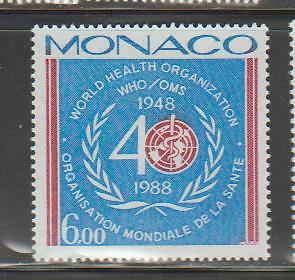 MONACO
WORLD HEALTH ORGANIZATION
WHO/OMS
1948
40
1988
ORGANISATION MONDIALE DE LA SANTE
6,00